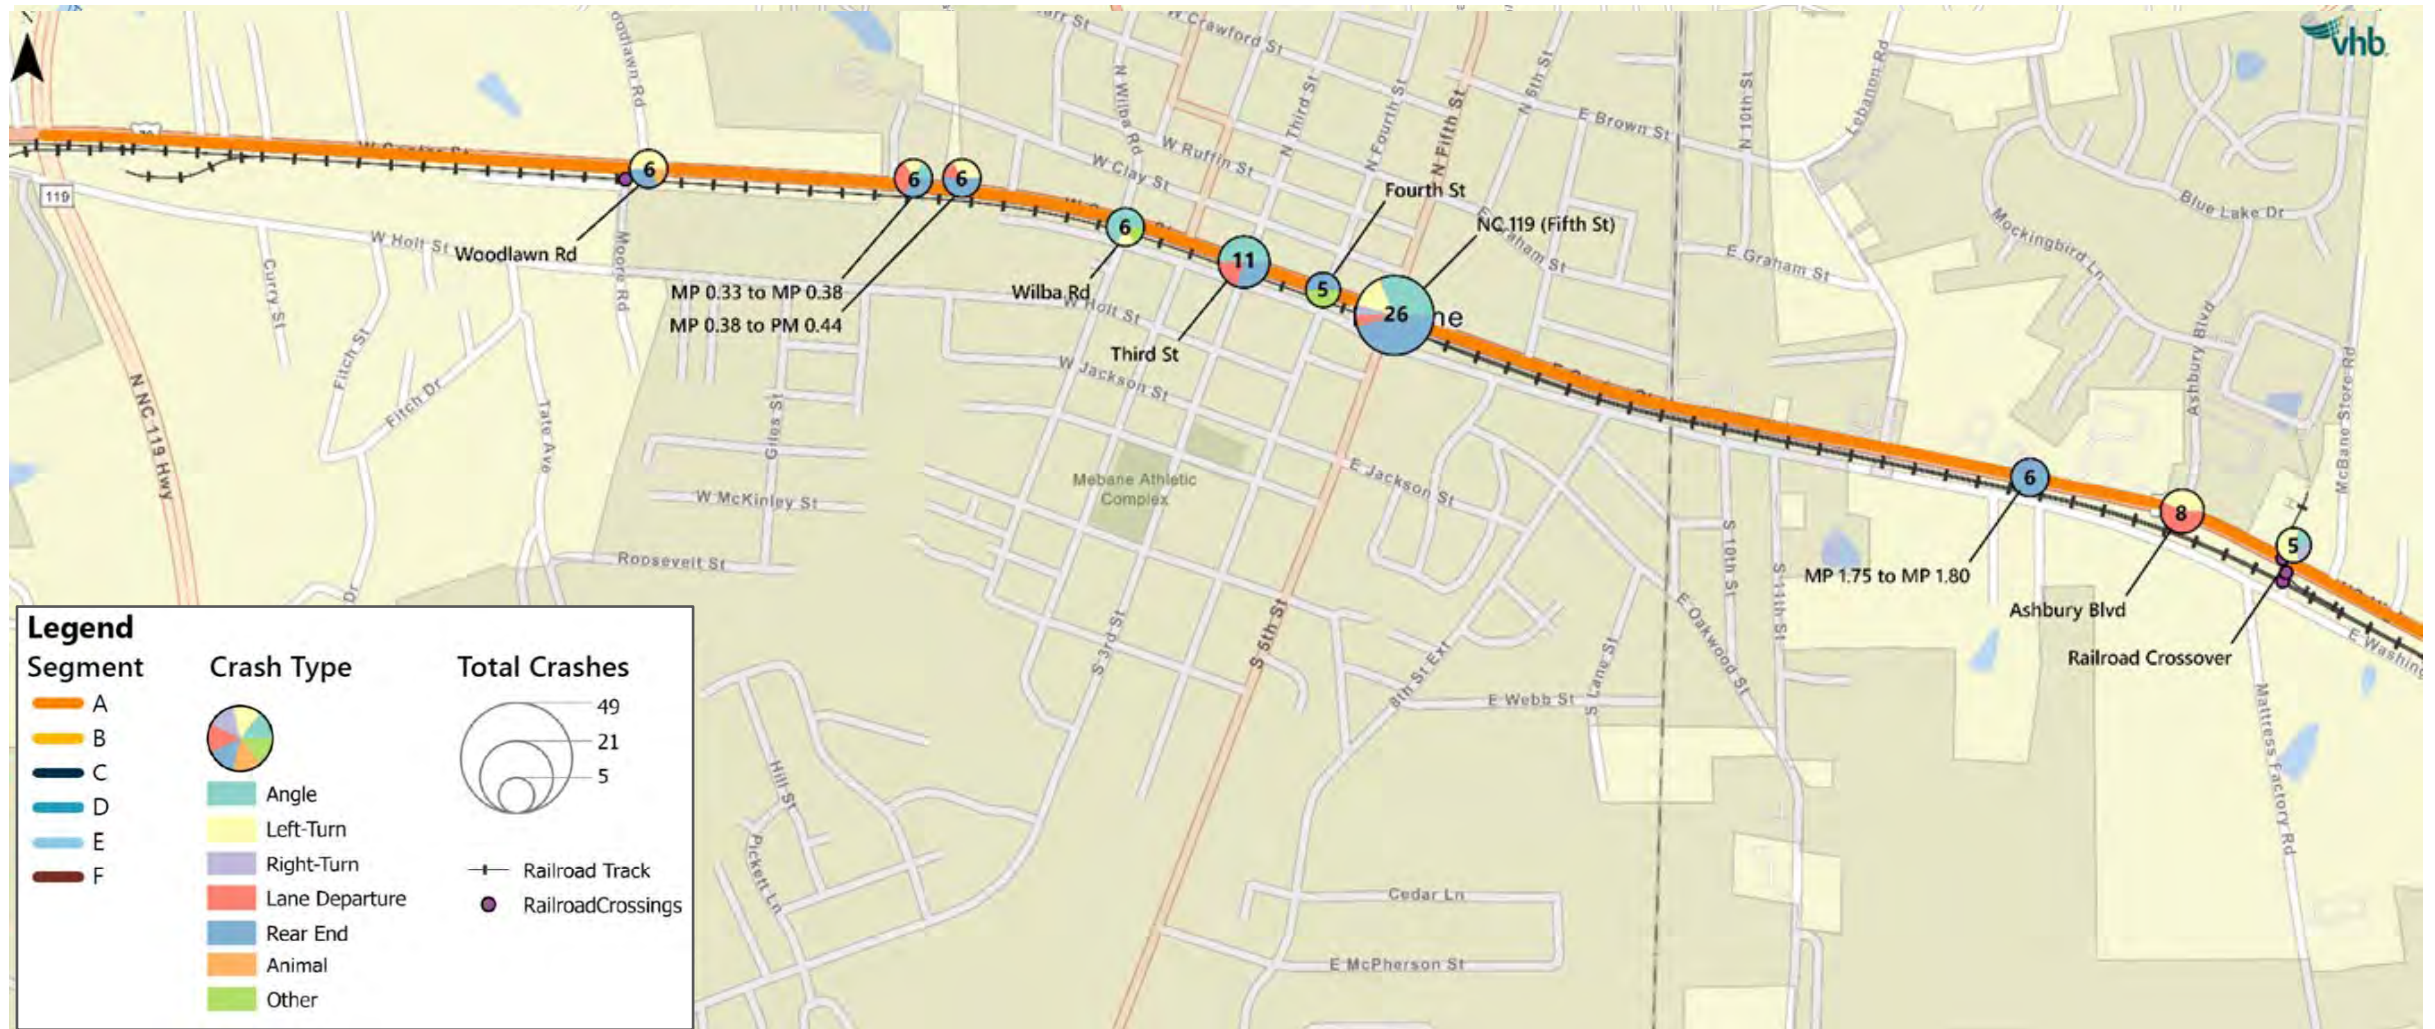 vhb
N Wilba Rd
W Crawford St
N Third St
N Fourth St
N Fifth St
N 6th St
E Brown St
N 10th St
Lebanon Rd
W Ruffin St
W Clay St
Fourth St
NC 119 (Fifth St)
E Graham St
Blue Lake Dr
Mockingbird Ln
Ashbury Blvd
McBane Store Rd
6
6
6
6
11
5
26
6
8
5
119
W Holt St
Woodlawn Rd
Moore Rd
MP 0.33 to MP 0.38
MP 0.38 to PM 0.44
Wilba Rd
W Holt St
Third St
Curry St
Fitch St
Fitch Dr
Tate Ave
N NC 119 Hwy
Giles St
W Jackson St
E Jackson St
W McKinley St
Roosevelt St
Mebane Athletic
Complex
MP 1.75 to MP 1.80
Ashbury Blvd
Railroad Crossover
S 10th St
S 11th St
E Oakwood St
S 3rd St
S 5th St
8th St Ext
S Lane St
E Webb St
Mattress Factory Rd
Hill St
Pickett Ln
Cedar Ln
E McPherson St
Legend
Segment
A
B
C
D
E
F
Crash Type
Angle
Left-Turn
Right-Turn
Lane Departure
Rear End
Animal
Other
Total Crashes
49
21
5
Railroad Track
RailroadCrossings